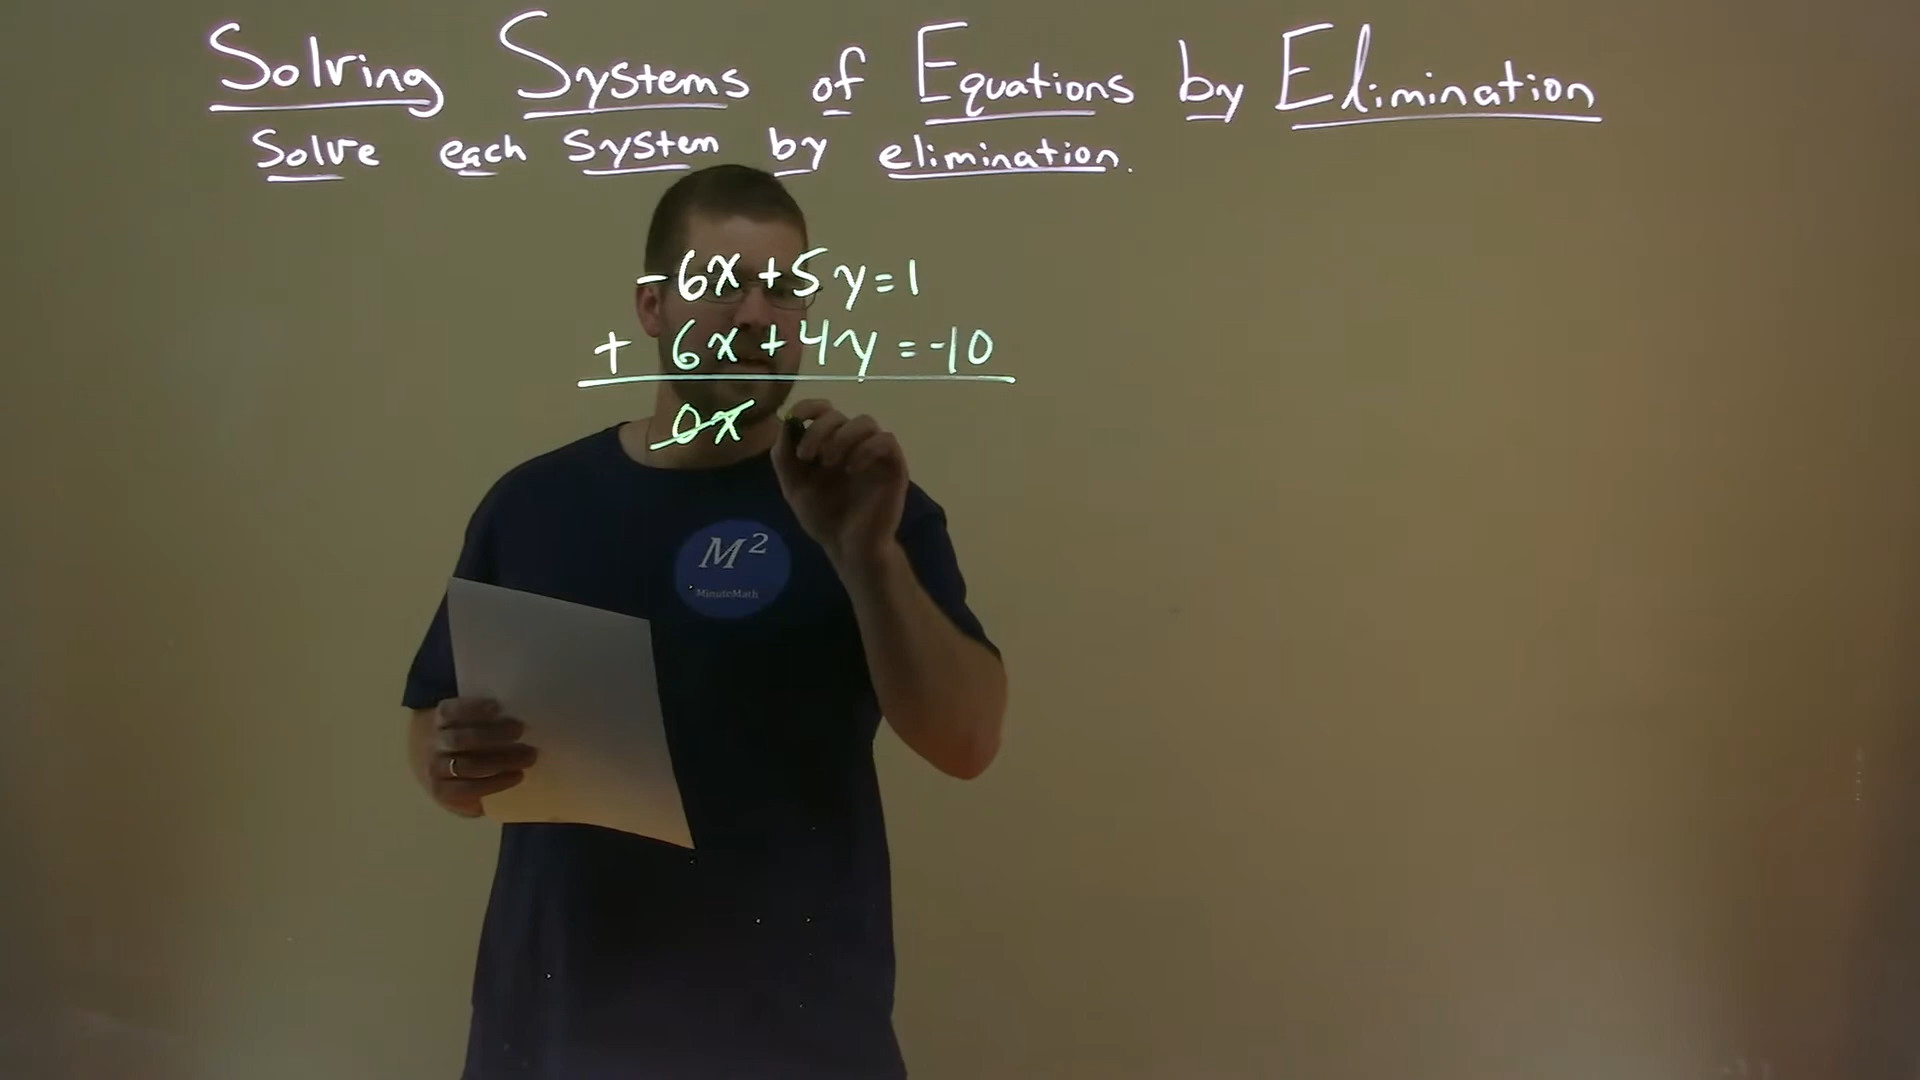 Solving Systems of Equations by Elimination
Solve each System by elimination.
-6x+5y=1
+ 6x+4y=-10
0x
M²
MinuteMath